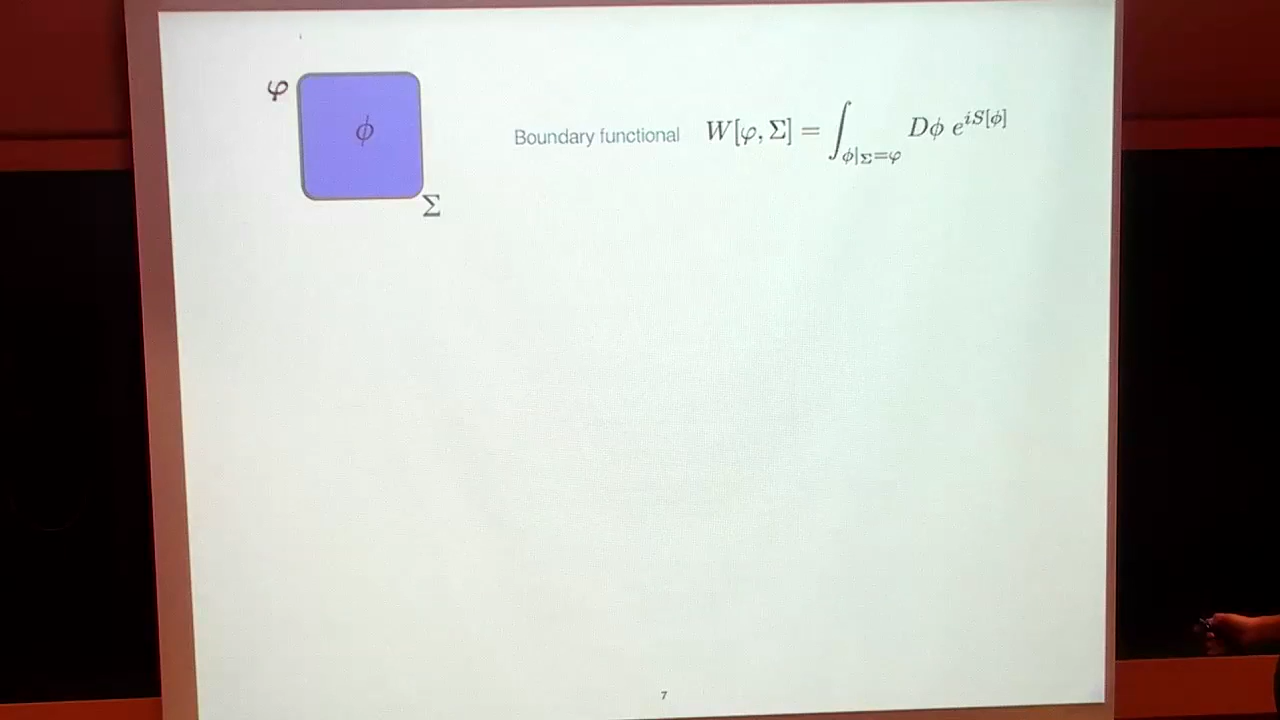 φ
ϕ
Σ
Boundary functional W[φ, Σ] = ∫_{ϕ|_Σ=φ} Dϕ e^{iS[ϕ]}
7